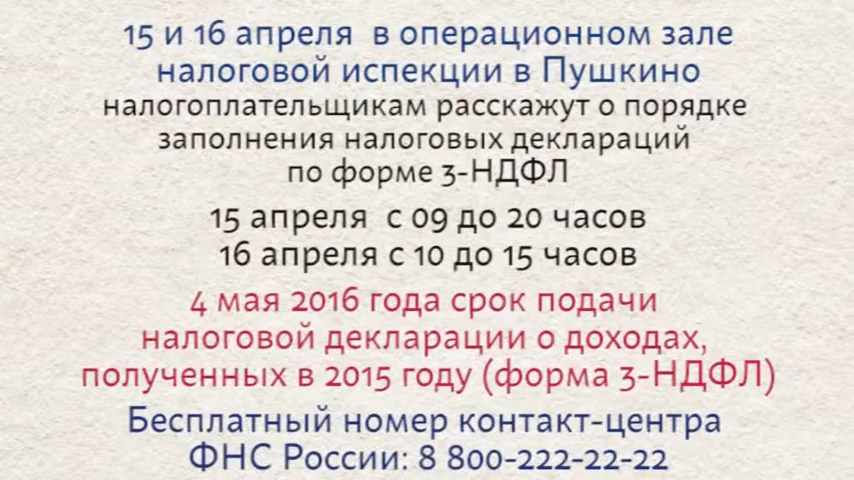 15 и 16 апреля в операционном зале
налоговой испекции в Пушкино
налогоплательщикам расскажут о порядке
заполнения налоговых деклараций
по форме 3-НДФЛ
15 апреля с 09 до 20 часов
16 апреля с 10 до 15 часов
4 мая 2016 года срок подачи
налоговой декларации о доходах,
полученных в 2015 году (форма 3-НДФЛ)
Бесплатный номер контакт-центра
ФНС России: 8 800-222-22-22